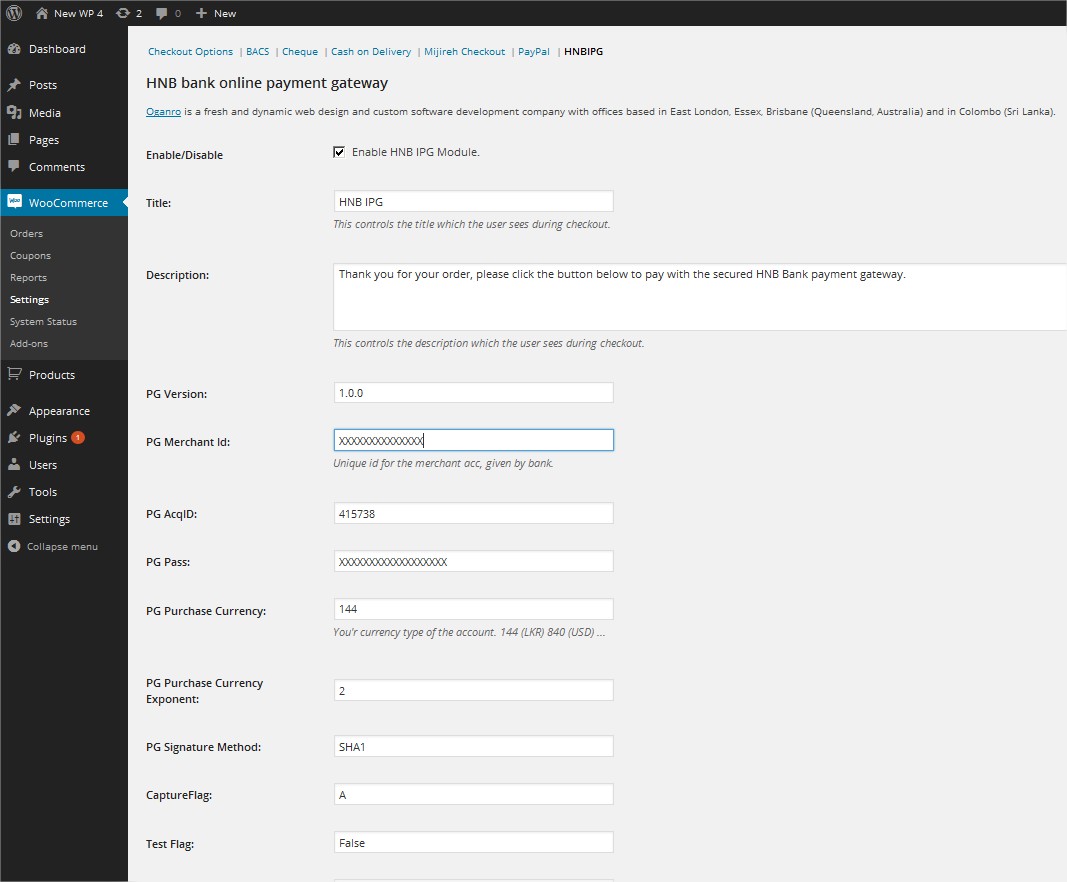 New WP 4 2 0 New
Dashboard
Posts
Media
Pages
Comments
WooCommerce
Orders
Coupons
Reports
Settings
System Status
Add-ons
Products
Appearance
Plugins 1
Users
Tools
Settings
Collapse menu
Checkout Options | BACS | Cheque | Cash on Delivery | Mijireh Checkout | PayPal | HNBIPG
HNB bank online payment gateway
Oganro is a fresh and dynamic web design and custom software development company with offices based in East London, Essex, Brisbane (Queensland, Australia) and in Colombo (Sri Lanka).
Enable/Disable Enable HNB IPG Module.
Title: HNB IPG
This controls the title which the user sees during checkout.
Description: Thank you for your order, please click the button below to pay with the secured HNB Bank payment gateway.
This controls the description which the user sees during checkout.
PG Version: 1.0.0
PG Merchant Id: XXXXXXXXXXXXXX
Unique id for the merchant acc, given by bank.
PG AcqID: 415738
PG Pass: XXXXXXXXXXXXXXXXXX
PG Purchase Currency: 144
You'r currency type of the account. 144 (LKR) 840 (USD) ...
PG Purchase Currency
Exponent: 2
PG Signature Method: SHA1
CaptureFlag: A
Test Flag: False